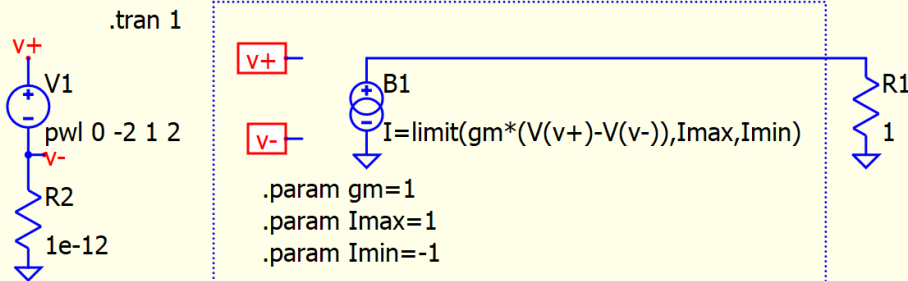 .tran 1
v+
V1
pwl 0 -2 1 2
v-
R2
1e-12
v+
v-
B1
I=limit(gm*(V(v+)-V(v-)),Imax,Imin)
.param gm=1
.param Imax=1
.param Imin=-1
R1
1